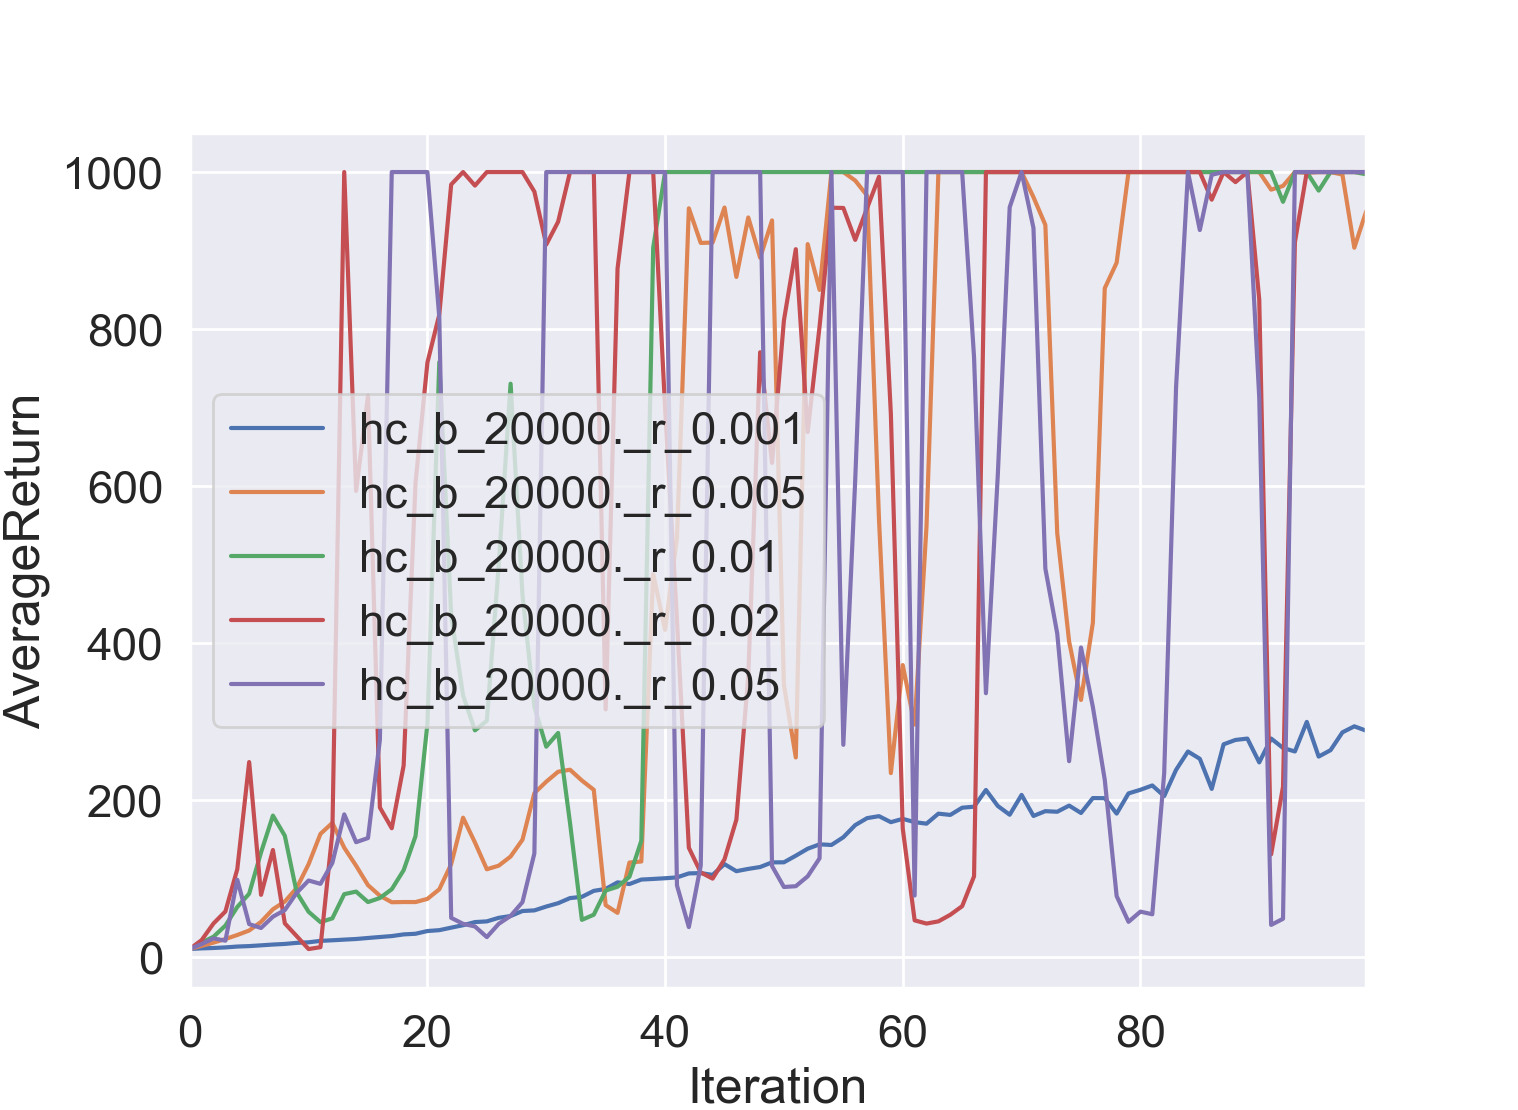 1000
800
600
400
200
0
AverageReturn
hc_b_20000._r_0.001
hc_b_20000._r_0.005
hc_b_20000._r_0.01
hc_b_20000._r_0.02
hc_b_20000._r_0.05
0 20 40 60 80
Iteration